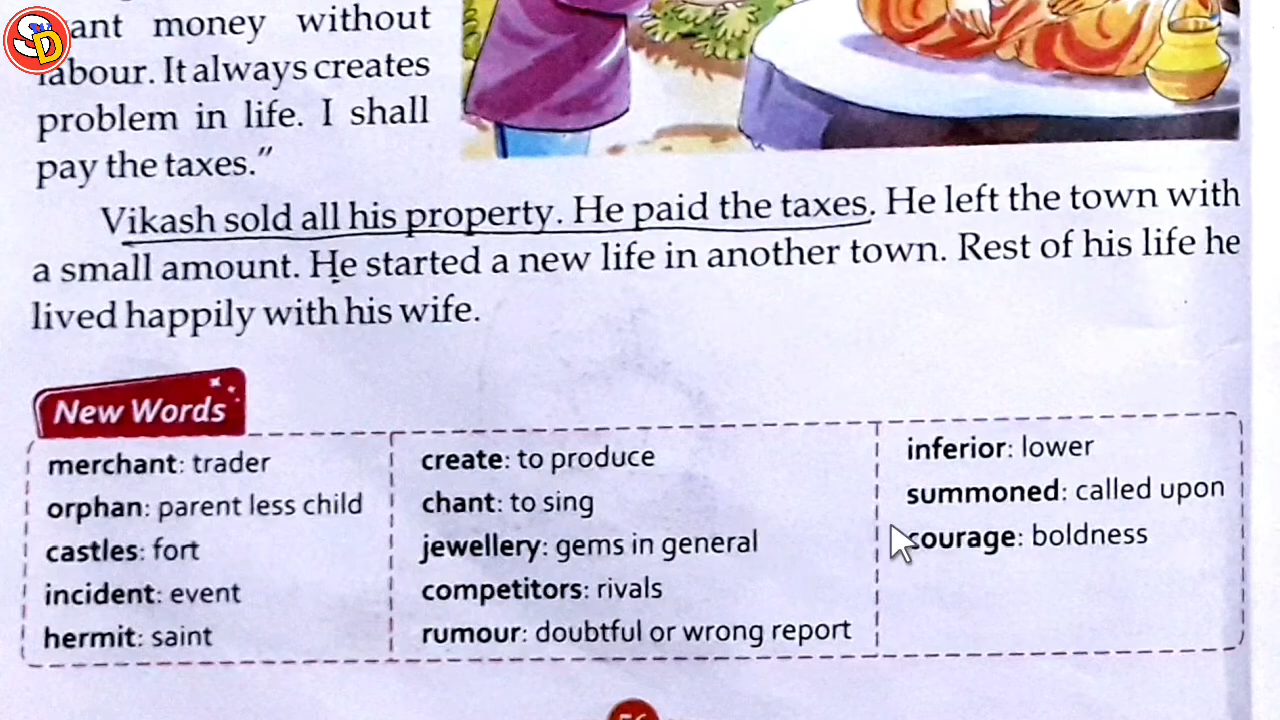 SD
ant money without
labour. It always creates
problem in life. I shall
pay the taxes."
Vikash sold all his property. He paid the taxes. He left the town with
a small amount. He started a new life in another town. Rest of his life he
lived happily with his wife.
New Words
merchant: trader
orphan: parent less child
castles: fort
incident: event
hermit: saint
create: to produce
chant: to sing
jewellery: gems in general
competitors: rivals
rumour: doubtful or wrong report
inferior: lower
summoned: called upon
courage: boldness